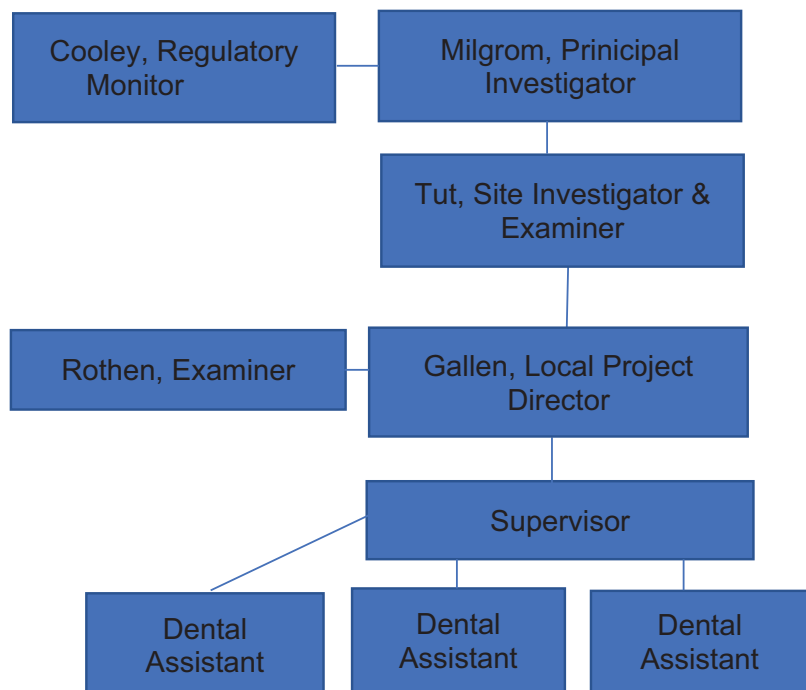 Cooley, Regulatory
Monitor
Milgrom, Prinicipal
Investigator
Tut, Site Investigator &
Examiner
Rothen, Examiner
Gallen, Local Project
Director
Supervisor
Dental
Assistant
Dental
Assistant
Dental
Assistant